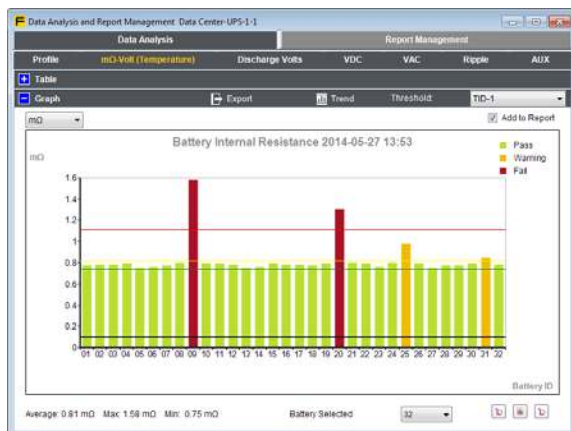 Data Analysis and Report Management Data Center-UPS-1-1
Data Analysis Report Management
Profile mΩ-Volt (Temperature) Discharge Volts VDC VAC Ripple AUX
Table
Graph Export Trend Threshold: TID-1
mΩ Add to Report
Battery Internal Resistance 2014-05-27 13:53
mΩ
Pass
Warning
Fail
1.6
1.4
1.2
1
0.8
0.6
0.4
0.2
0
01 02 03 04 05 06 07 08 09 10 11 12 13 14 15 16 17 18 19 20 21 22 23 24 25 26 27 28 29 30 31 32
Battery ID
Average: 0.81 mΩ Max: 1.58 mΩ Min: 0.75 mΩ Battery Selected 32